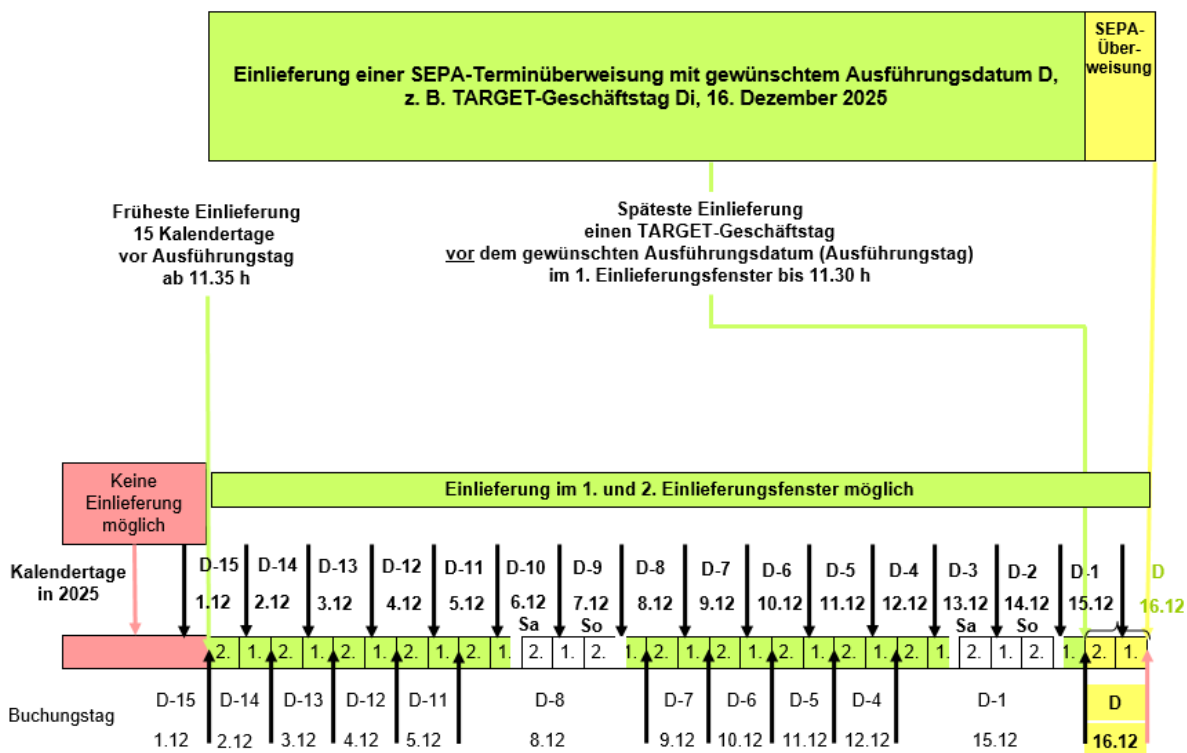 Einlieferung einer SEPA-Terminüberweisung mit gewünschtem Ausführungsdatum D,
z. B. TARGET-Geschäftstag Di, 16. Dezember 2025
SEPA-
Über-
weisung
Früheste Einlieferung
15 Kalendertage
vor Ausführungstag
ab 11.35 h
Späteste Einlieferung
einen TARGET-Geschäftstag
vor dem gewünschten Ausführungsdatum (Ausführungstag)
im 1. Einlieferungsfenster bis 11.30 h
Keine
Einlieferung
möglich
Einlieferung im 1. und 2. Einlieferungsfenster möglich
Kalendertage
in 2025
D-15 D-14 D-13 D-12 D-11 D-10 D-9 D-8 D-7 D-6 D-5 D-4 D-3 D-2 D-1 D
1.12 2.12 3.12 4.12 5.12 6.12 7.12 8.12 9.12 10.12 11.12 12.12 13.12 14.12 15.12 16.12
Sa So Sa So
2. 1. 2. 1. 2. 1. 2. 1. 2. 1. 2. 1. 2. 1. 2. 1. 2. 1. 2. 1. 2. 1. 2. 1. 2. 1. 2. 1. 2. 1.
Buchungstag
D-15 D-14 D-13 D-12 D-11 D-8 D-7 D-6 D-5 D-4 D-1 D
1.12 2.12 3.12 4.12 5.12 8.12 9.12 10.12 11.12 12.12 15.12 16.12